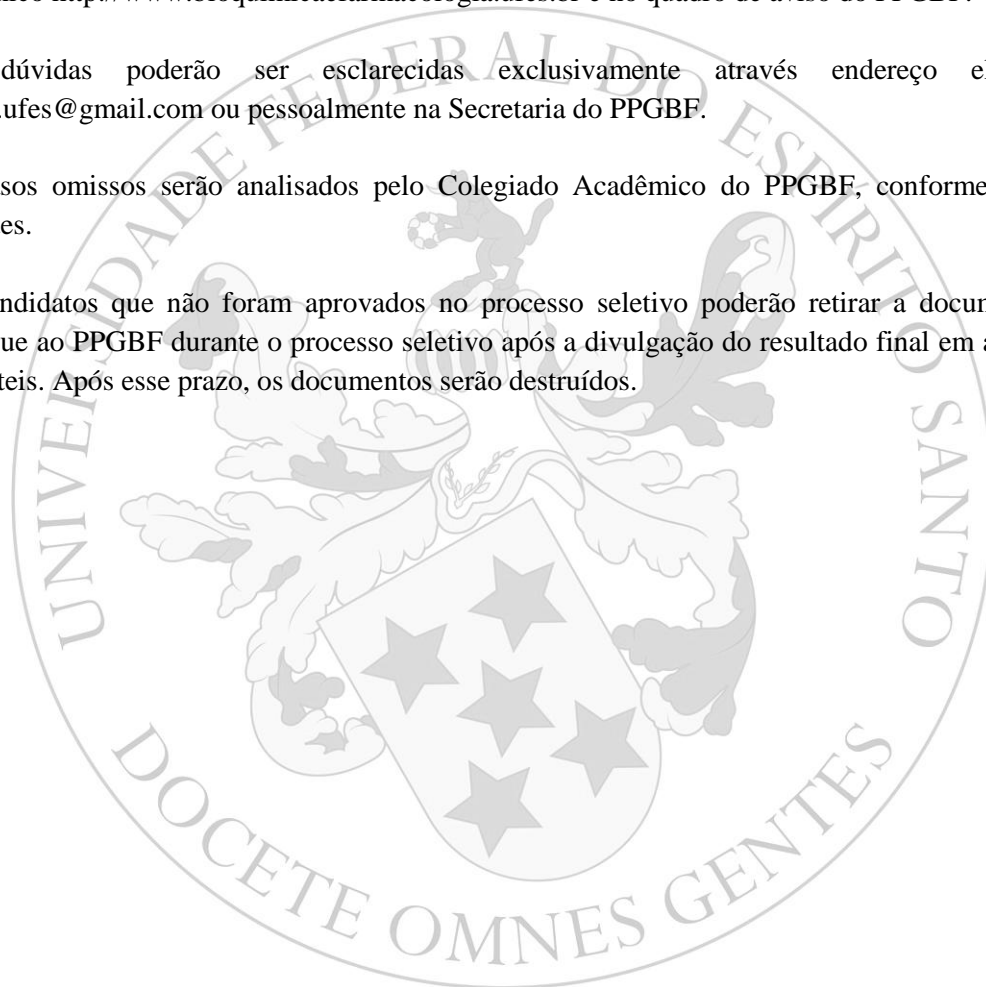 dúvidas poderão ser esclarecidas exclusivamente através endereço el
.ufes@gmail.com ou pessoalmente na Secretaria do PPGBF.
sos omissos serão analisados pelo Colegiado Acadêmico do PPGBF, conforme
es.
ndidatos que não foram aprovados no processo seletivo poderão retirar a docum
ue ao PPGBF durante o processo seletivo após a divulgação do resultado final em a
teis. Após esse prazo, os documentos serão destruídos.
UNIVERSIDADE FEDERAL DO ESPIRITO SANTO
DOCETE OMNES GENTES